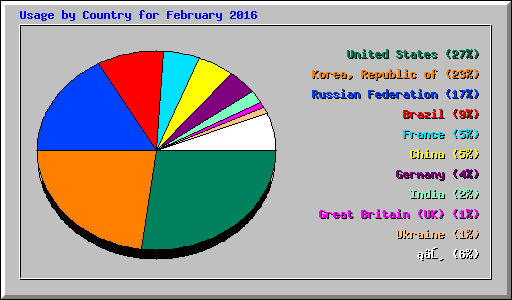 Usage by Country for February 2016
United States (27%)
Korea, Republic of (23%)
Russian Federation (17%)
Brazil (9%)
France (5%)
China (5%)
Germany (4%)
India (2%)
Great Britain (UK) (1%)
Ukraine (1%)
(6%)